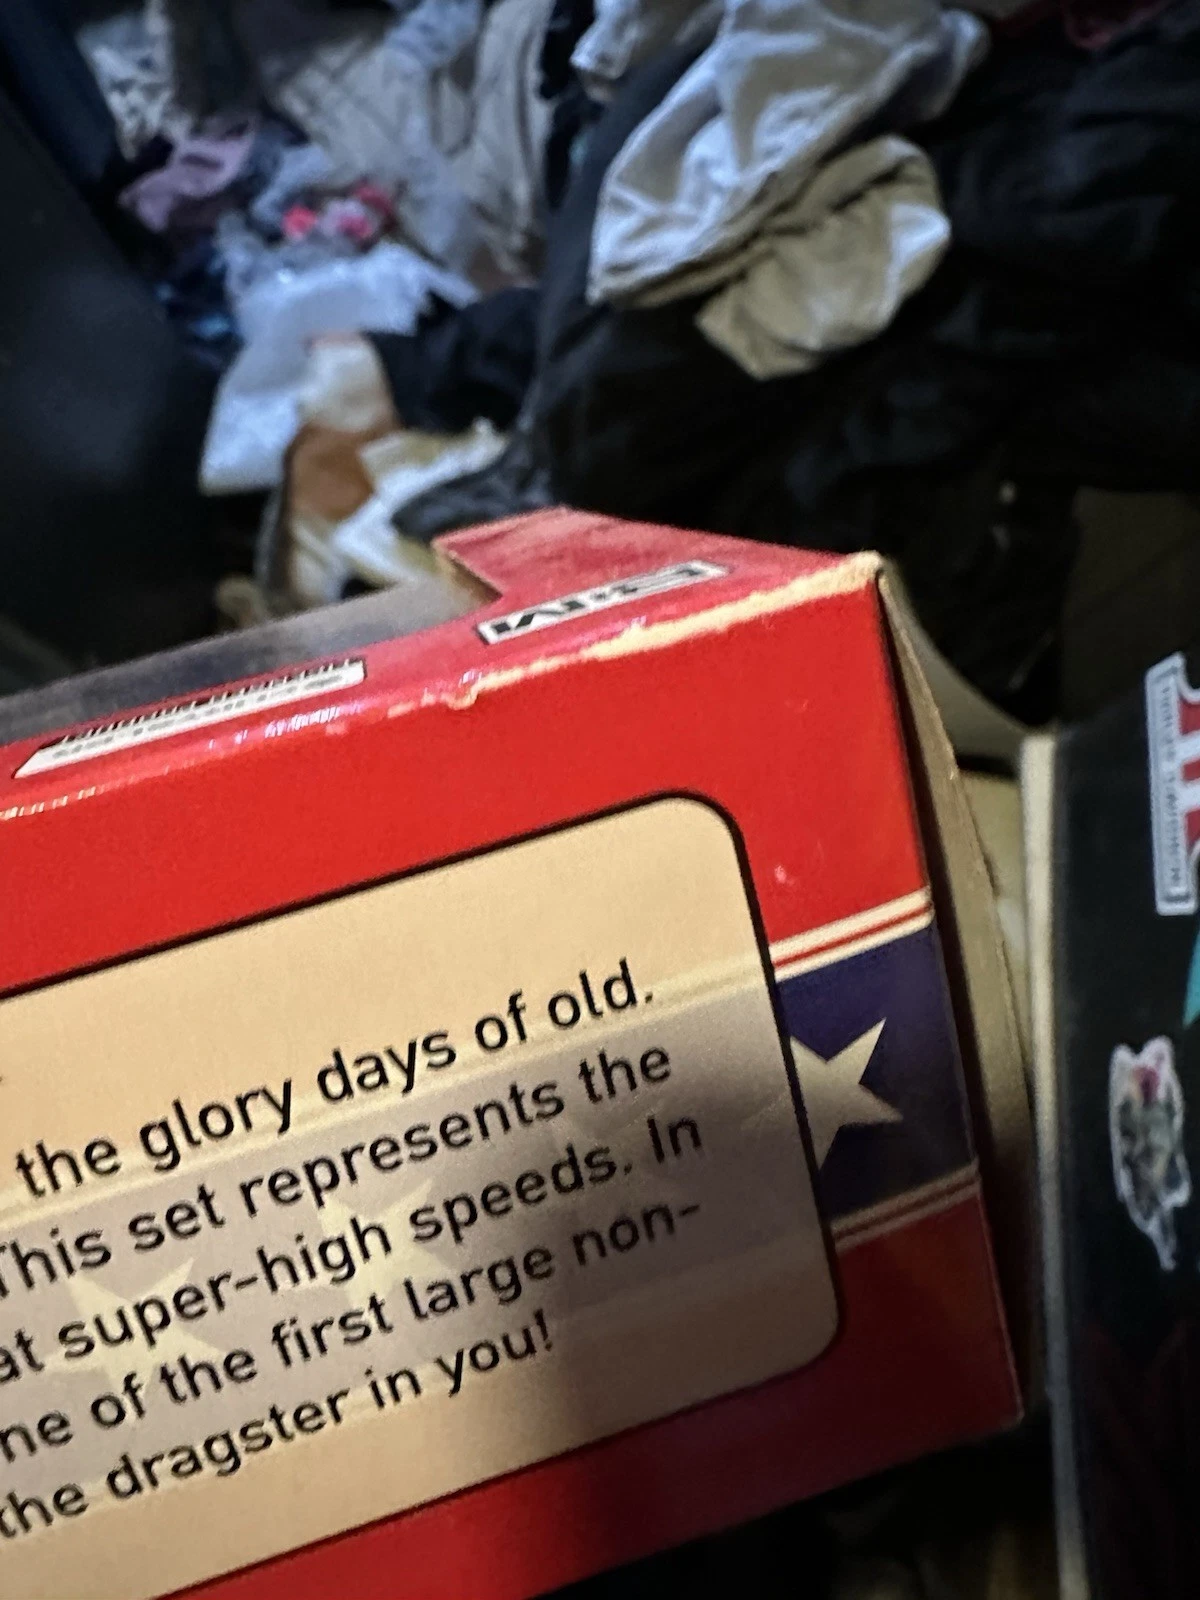 the glory days of old.
This set represents the
at super-high speeds. In
of the first large non-
the dragster in you!